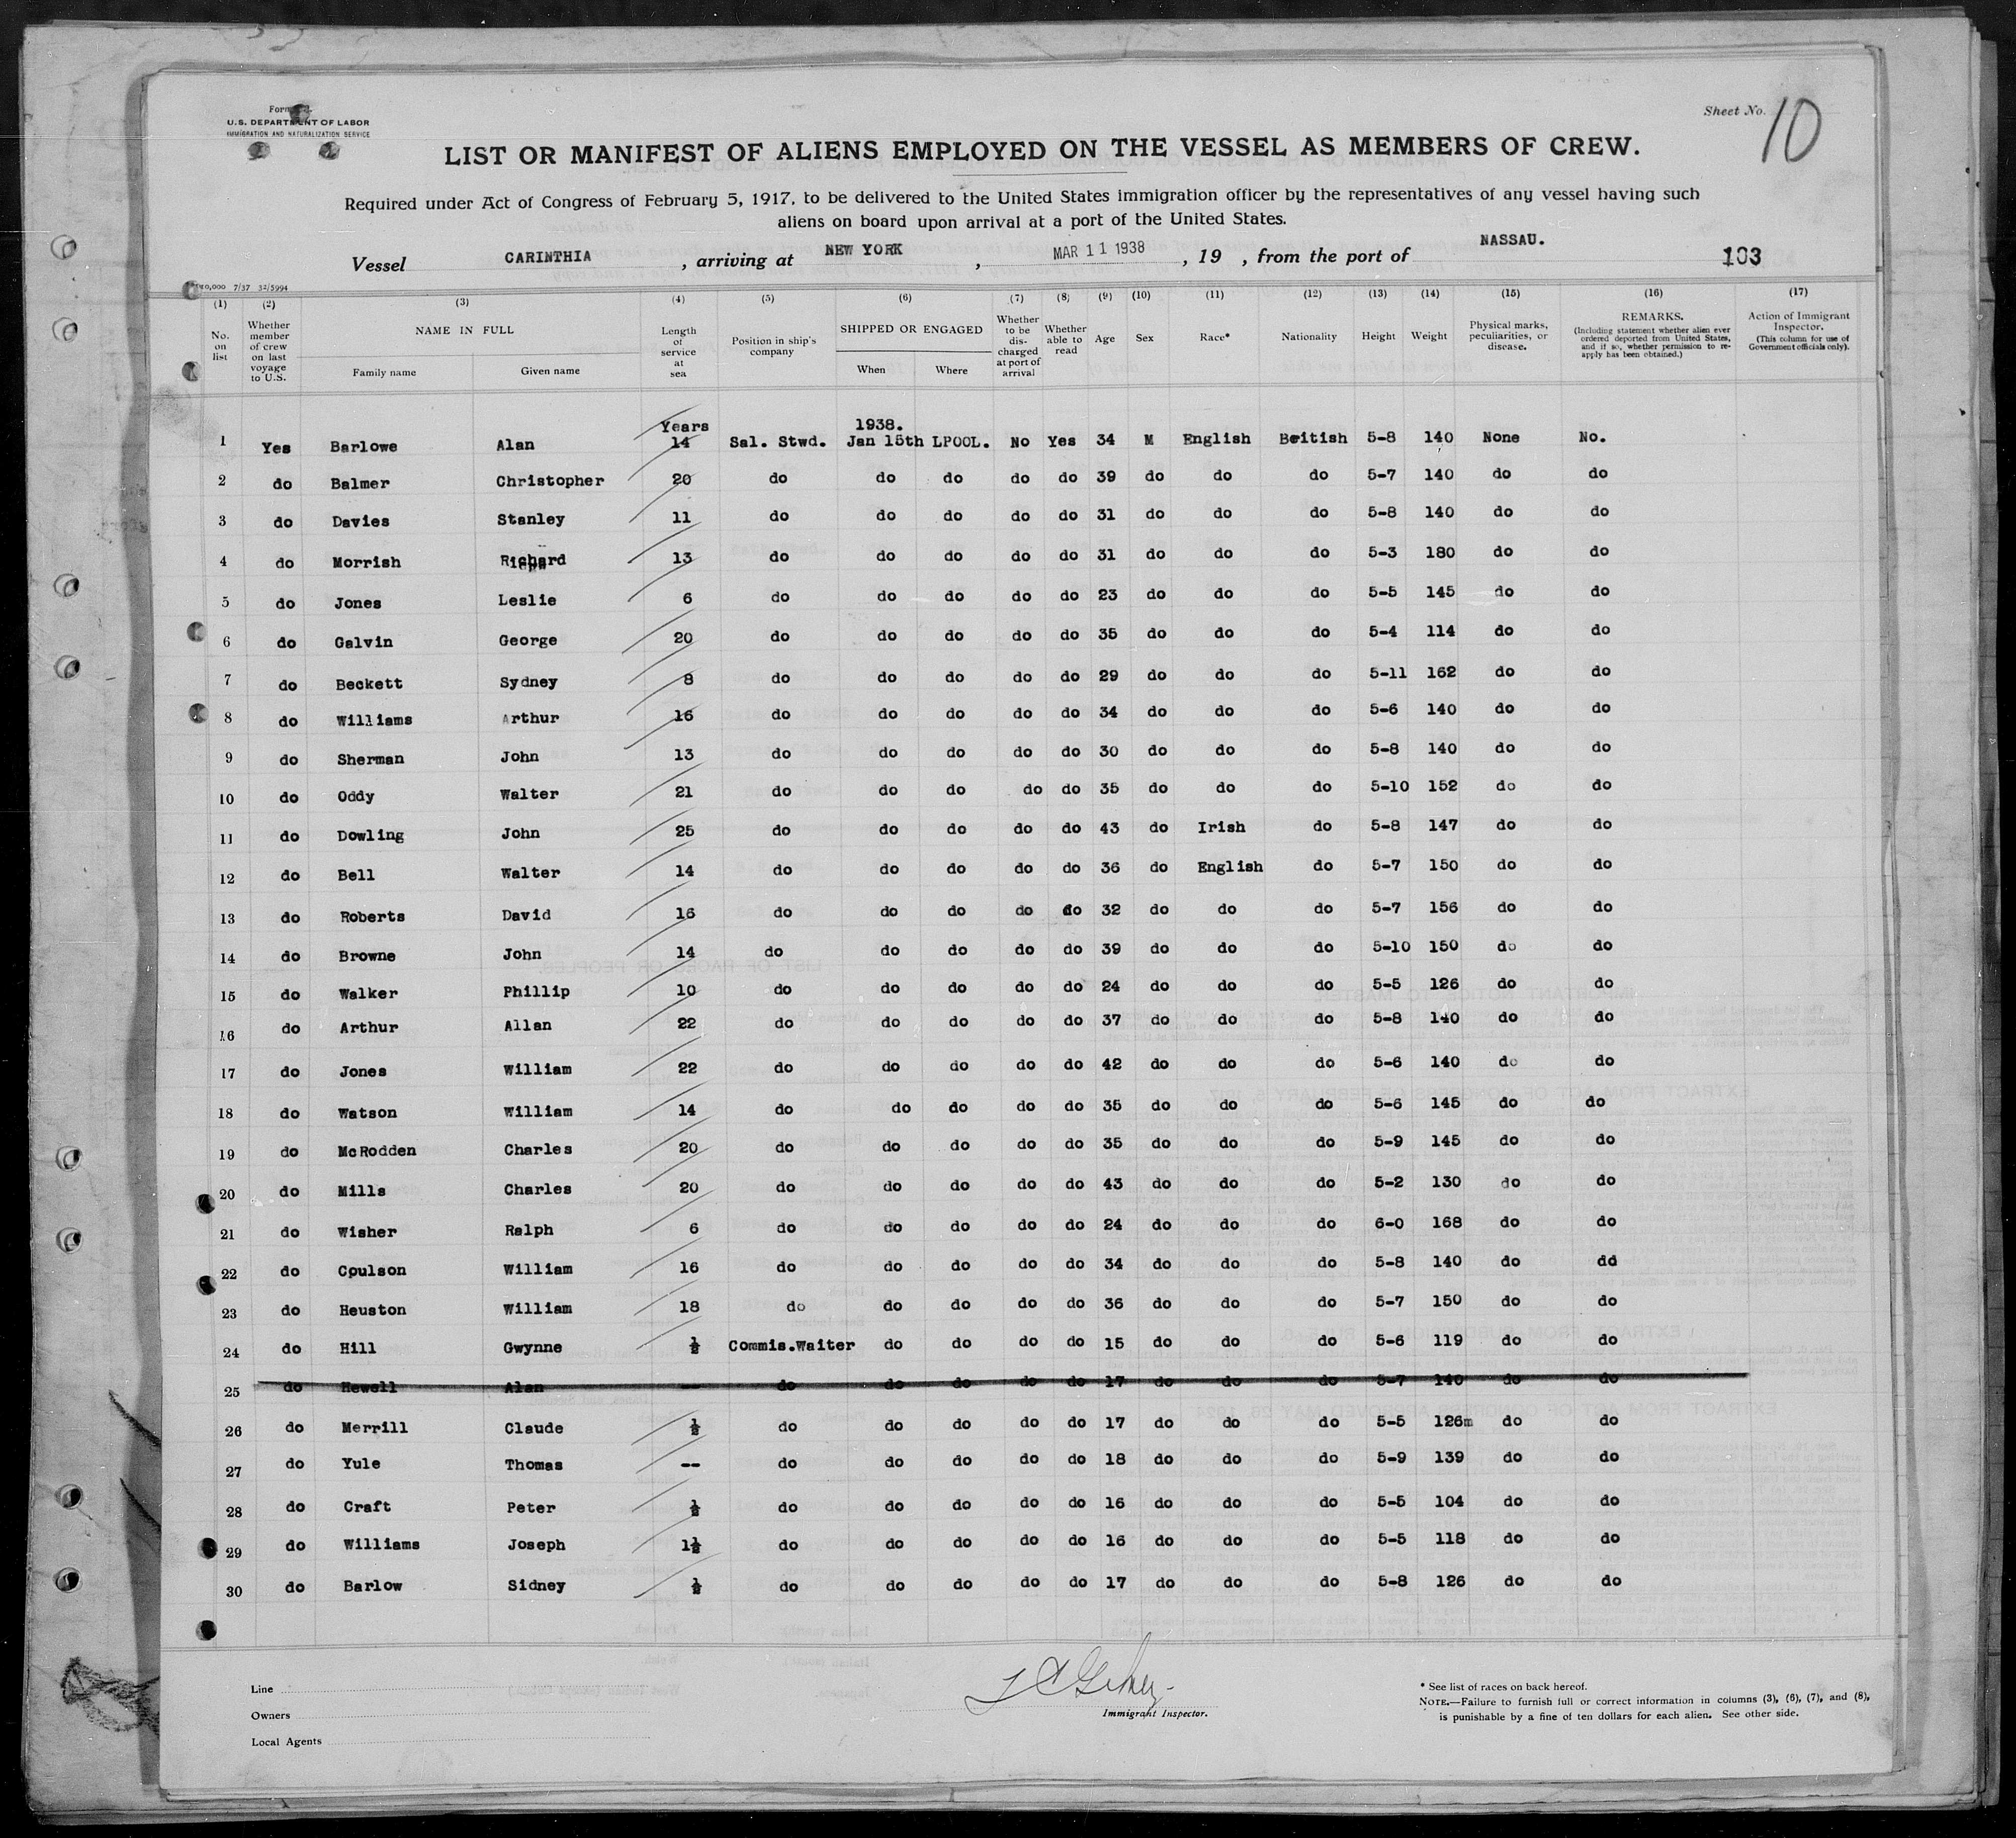 Form
U.S. DEPARTMENT OF LABOR
IMMIGRATION AND NATURALIZATION SERVICE
Sheet No. 10
LIST OR MANIFEST OF ALIENS EMPLOYED ON THE VESSEL AS MEMBERS OF CREW.
Required under Act of Congress of February 5, 1917, to be delivered to the United States immigration officer by the representatives of any vessel having such
aliens on board upon arrival at a port of the United States.
Vessel CARINTHIA , arriving at NEW YORK , MAR 11 1938 , 19 , from the port of NASSAU. 103
7/37 32/5994
(1) (2) (3) (4) (5) (6) (7) (8) (9) (10) (11) (12) (13) (14) (15) (16) (17)
No. on list | Whether member of crew on last voyage to U.S. | NAME IN FULL Family name Given name | Length of service at sea | Position in ship's company | SHIPPED OR ENGAGED When Where | Whether to be discharged at port of arrival | Whether able to read | Age | Sex | Race* | Nationality | Height | Weight | Physical marks, peculiarities, or disease. | REMARKS. (Including statement whether alien ever ordered deported from United States, and if so, whether permission to re-apply has been obtained.) | Action of Immigrant Inspector. (This column for use of Government officials only).
Years 1938.
1 Yes Barlowe Alan 14 Sal. Stwd. Jan 15th LPOOL. No Yes 34 M English British 5-8 140 None No.
2 do Balmer Christopher 20 do do do do do 39 do do do 5-7 140 do do
3 do Davies Stanley 11 do do do do do 31 do do do 5-8 140 do do
4 do Morrish Richard 13 do do do do do 31 do do do 5-3 180 do do
5 do Jones Leslie 6 do do do do do 23 do do do 5-5 145 do do
6 do Galvin George 20 do do do do do 35 do do do 5-4 114 do do
7 do Beckett Sydney 8 do do do do do 29 do do do 5-11 162 do do
8 do Williams Arthur 16 do do do do do 34 do do do 5-6 140 do do
9 do Sherman John 13 do do do do do 30 do do do 5-8 140 do do
10 do Oddy Walter 21 do do do do do 35 do do do 5-10 152 do do
11 do Dowling John 25 do do do do do 43 do Irish do 5-8 147 do do
12 do Bell Walter 14 do do do do do 36 do English do 5-7 150 do do
13 do Roberts David 16 do do do do do 32 do do do 5-7 156 do do
14 do Browne John 14 do do do do do 39 do do do 5-10 150 do do
15 do Walker Phillip 10 do do do do do 24 do do do 5-5 126 do do
16 do Arthur Allan 22 do do do do do 37 do do do 5-8 140 do do
17 do Jones William 22 do do do do do 42 do do do 5-6 140 do do
18 do Watson William 14 do do do do do 35 do do do 5-6 145 do do
19 do McRodden Charles 20 do do do do do 35 do do do 5-9 145 do do
20 do Mills Charles 20 do do do do do 43 do do do 5-2 130 do do
21 do Wisher Ralph 6 do do do do do 24 do do do 6-0 168 do do
22 do Coulson William 16 do do do do do 34 do do do 5-8 140 do dd
23 do Heuston William 18 do do do do do 36 do do do 5-7 150 do do
24 do Hill Gwynne ½ Commis.Waiter do do do do 15 do do do 5-6 119 do do
25 do Hewell Alan -- do do do do do 17 do do do 5-7 140 do do
26 do Merrill Claude ½ do do do do do 17 do do do 5-5 126m do do
27 do Yule Thomas -- do do do do do 18 do do do 5-9 139 do do
28 do Craft Peter ½ do do do do do 16 do do do 5-5 104 do do
29 do Williams Joseph 1½ do do do do do 16 do do do 5-5 118 do do
30 do Barlow Sidney ½ do do do do do 17 do do do 5-8 126 do do
Line
Owners
Local Agents
Immigrant Inspector.
* See list of races on back hereof.
NOTE.—Failure to furnish full or correct information in columns (3), (6), (7), and (8),
is punishable by a fine of ten dollars for each alien. See other side.